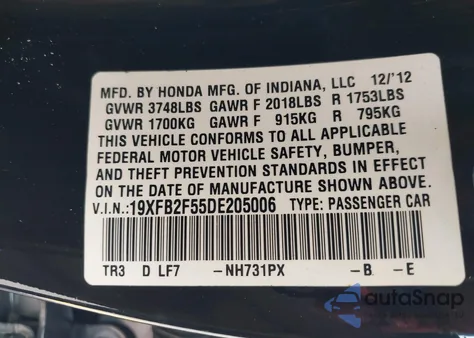 MFD. BY HONDA MFG. OF INDIANA, LLC 12/'12
GVWR 3748LBS GAWR F 2018LBS R 1753LBS
GVWR 1700KG GAWR F 915KG R 795KG
THIS VEHICLE CONFORMS TO ALL APPLICABLE
FEDERAL MOTOR VEHICLE SAFETY, BUMPER,
AND THEFT PREVENTION STANDARDS IN EFFECT
ON THE DATE OF MANUFACTURE SHOWN ABOVE.
V.I.N.:19XFB2F55DE205006 TYPE: PASSENGER CAR
TR3 D LF7 –NH731PX –B –E
autoSnap